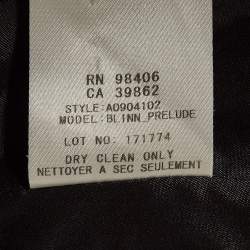 RN 98406
CA 39862
STYLE: A0904102
MODEL: BLINN_PRELUDE
LOT NO: 171774
DRY CLEAN ONLY
NETTOYER A SEC SEULEMENT